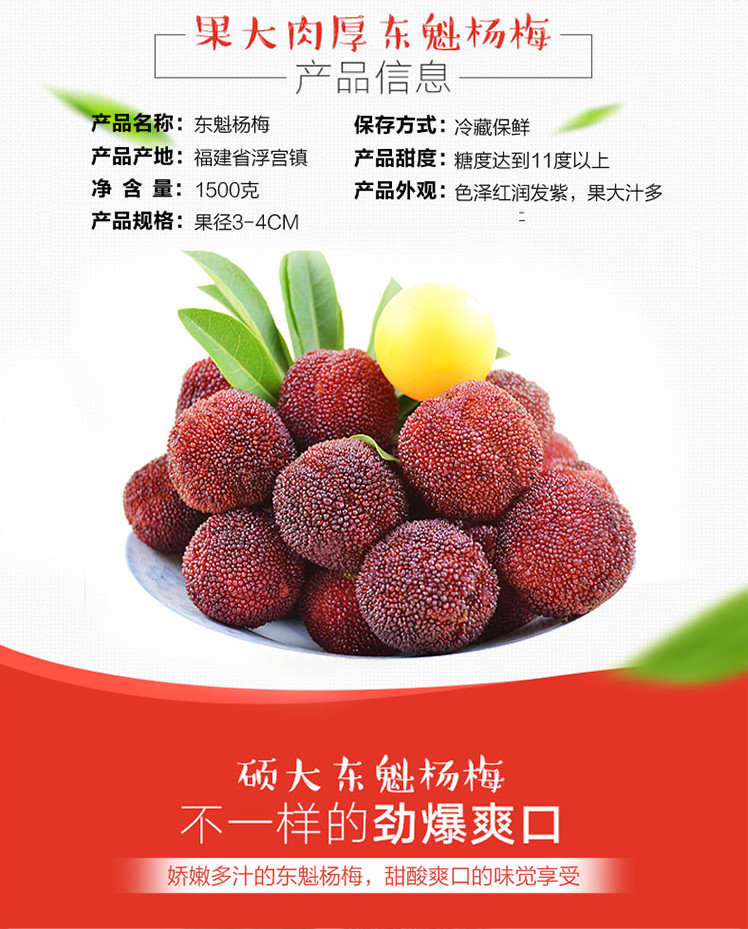 果大肉厚东魁杨梅
产品信息
产品名称：东魁杨梅
保存方式：冷藏保鲜
产品产地：福建省浮宫镇
产品甜度：糖度达到11度以上
净 含 量：1500克
产品外观：色泽红润发紫，果大汁多
产品规格：果径3-4CM
硕大东魁杨梅
不一样的劲爆爽口
娇嫩多汁的东魁杨梅，甜酸爽口的味觉享受